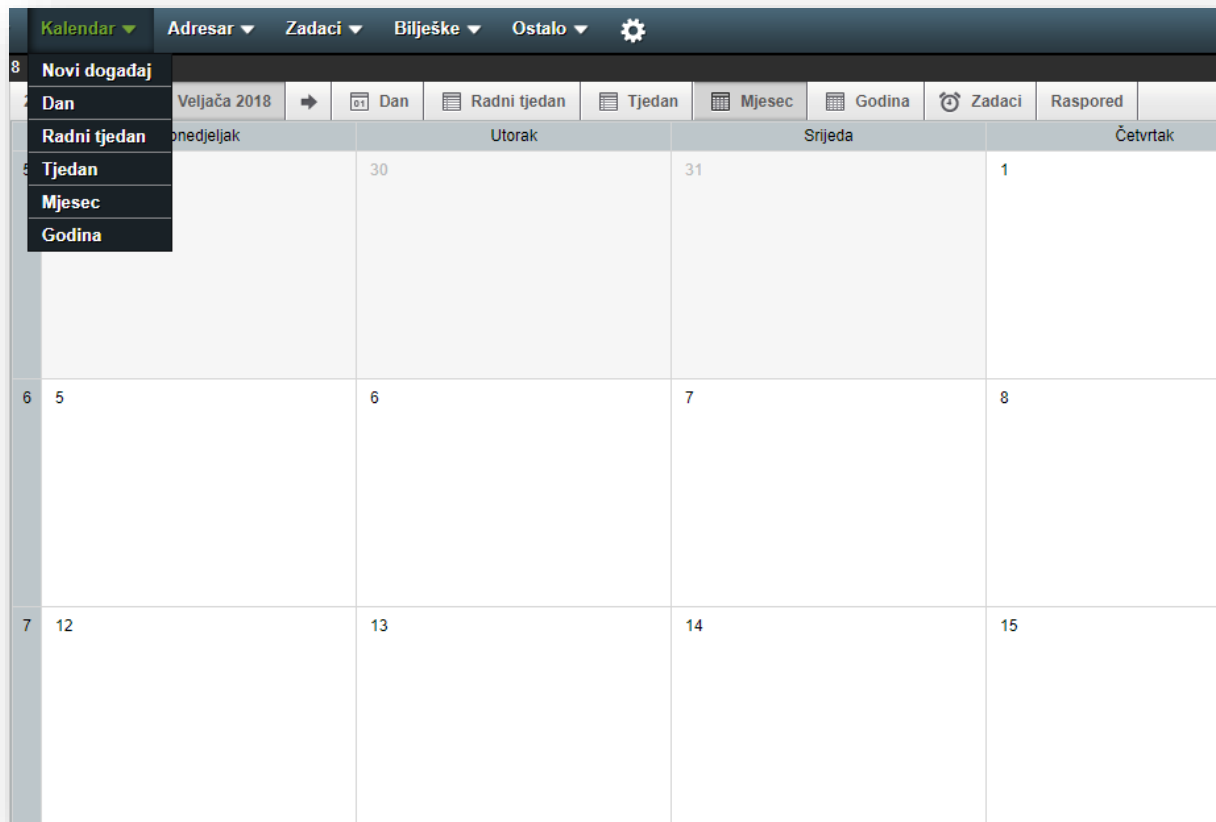 Kalendar Adresar Zadaci Bilješke Ostalo
8
Novi događaj
Dan
Radni tjedan
Tjedan
Mjesec
Godina
Veljača 2018 Dan Radni tjedan Tjedan Mjesec Godina Zadaci Raspored
onedjeljak Utorak Srijeda Četvrtak
30 31 1
6 5 6 7 8
7 12 13 14 15